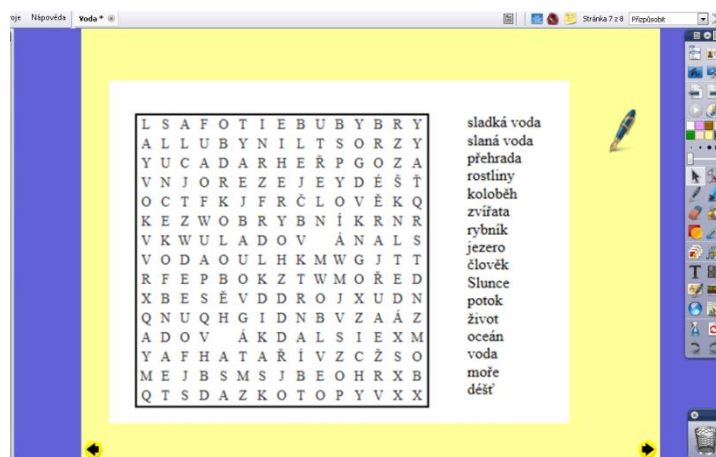 oje Nápověda Voda *
Stránka 7 z 8 Přizpůsobit
L S A F O T I E B U B Y B R Y
A L L U B Y N I L T S O R Z Y
Y U C A D A R H E Ř P G O Z A
V N J O R E Z E J E Y D É Š Ť
O C T F K J F R Č L O V Ě K Q
K E Z W O B R Y B N Í K R N R
V K W U L A D O V Á N A L S
V O D A O U L H K M W G J T T
R F E P B O K Z T W M O Ř E D
X B E S Ě V D D R O J X U D N
Q N U Q H G I D N B V Z A Á Z
A D O V Á K D A L S I E X M
Y A F H A T A Ř Í V Z C Ž S O
M E J B S M S J B E O H R X B
Q T S D A Z K O T O P Y V X X
sladká voda
slaná voda
přehrada
rostliny
koloběh
zvířata
rybník
jezero
člověk
Slunce
potok
život
oceán
voda
moře
déšť